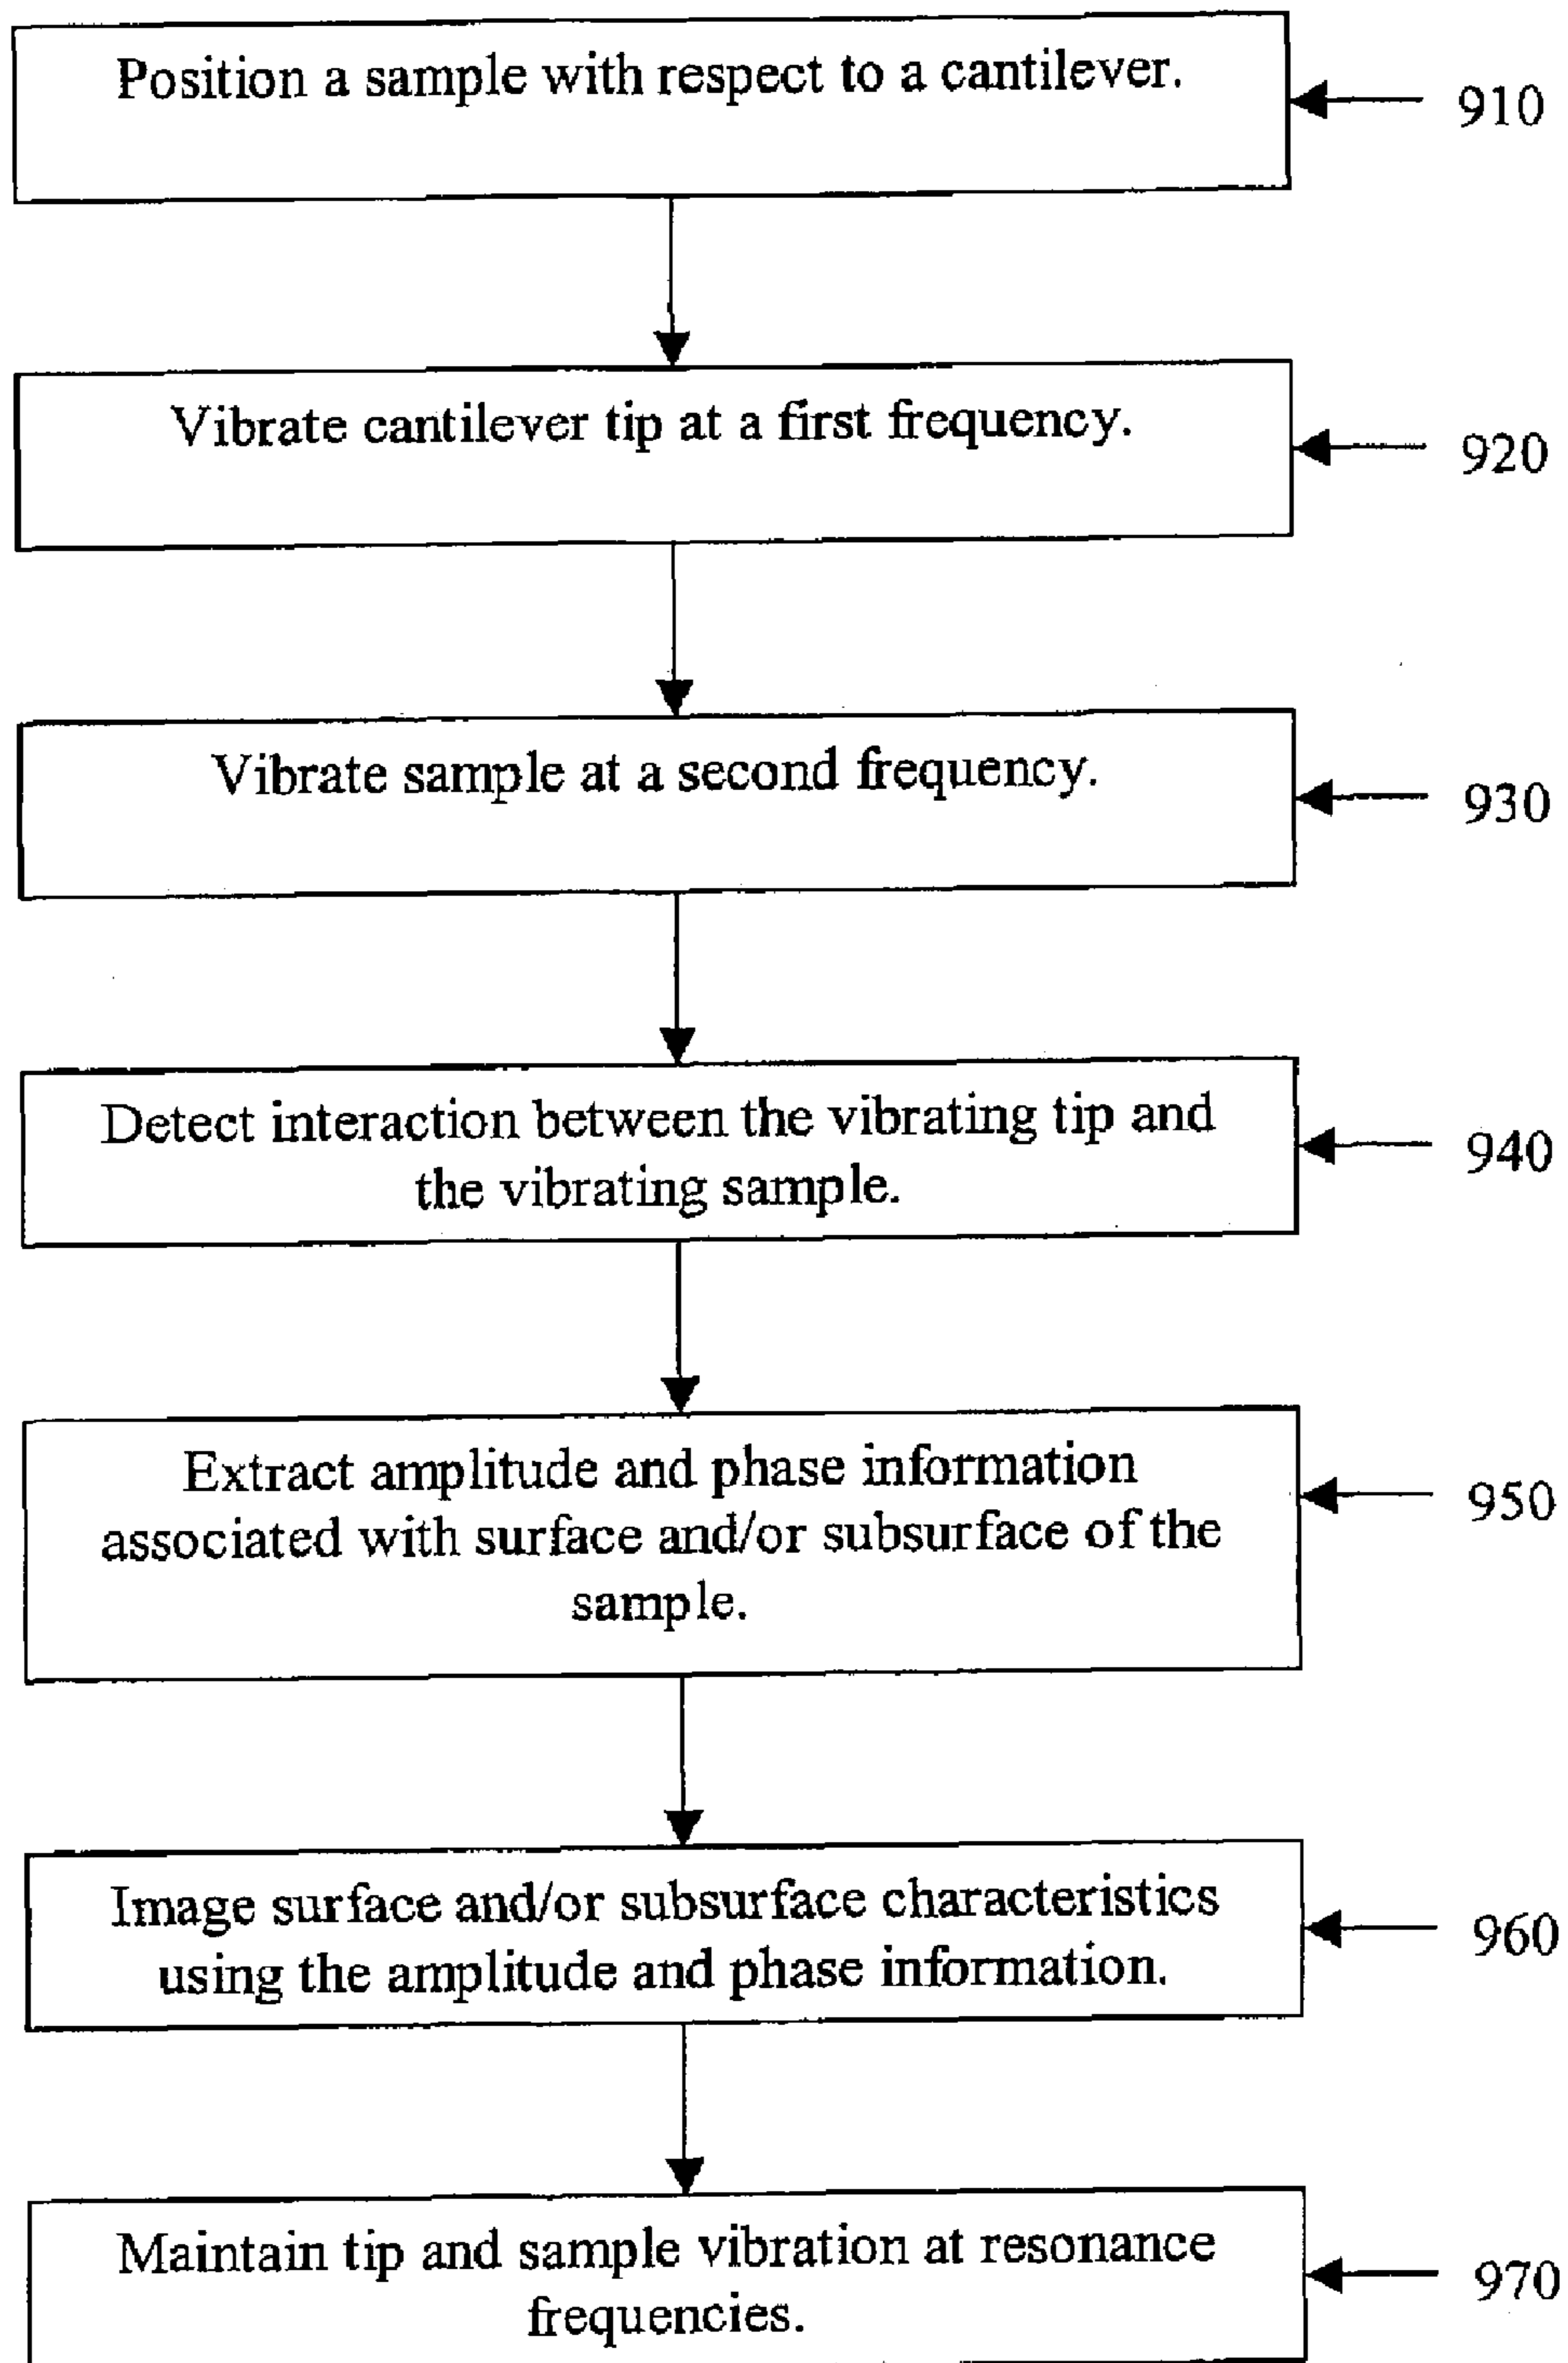 Position a sample with respect to a cantilever.
910
Vibrate cantilever tip at a first frequency.
920
Vibrate sample at a second frequency.
930
Detect interaction between the vibrating tip and
the vibrating sample.
940
Extract amplitude and phase information
associated with surface and/or subsurface of the
sample.
950
Image surface and/or subsurface characteristics
using the amplitude and phase information.
960
Maintain tip and sample vibration at resonance
frequencies.
970